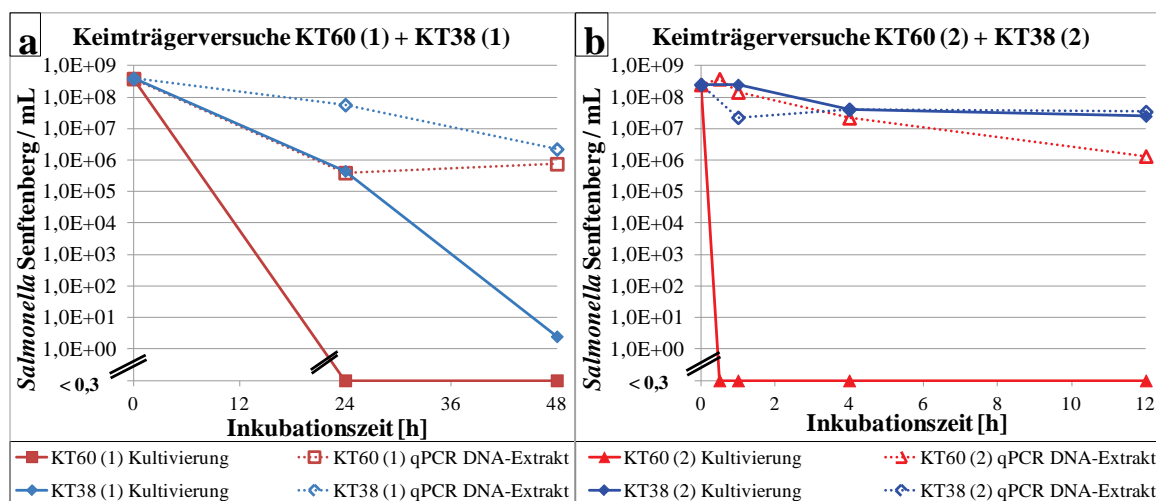 a
Keimträgerversuche KT60 (1) + KT38 (1)
Salmonella Senftenberg / mL
1,0E+09
1,0E+08
1,0E+07
1,0E+06
1,0E+05
1,0E+04
1,0E+03
1,0E+02
1,0E+01
1,0E+00
< 0,3
0 12 24 36 48
Inkubationszeit [h]
KT60 (1) Kultivierung KT60 (1) qPCR DNA-Extrakt
KT38 (1) Kultivierung KT38 (1) qPCR DNA-Extrakt
b
Keimträgerversuche KT60 (2) + KT38 (2)
Salmonella Senftenberg / mL
1,0E+09
1,0E+08
1,0E+07
1,0E+06
1,0E+05
1,0E+04
1,0E+03
1,0E+02
1,0E+01
1,0E+00
< 0,3
0 2 4 6 8 10 12
Inkubationszeit [h]
KT60 (2) Kultivierung KT60 (2) qPCR DNA-Extrakt
KT38 (2) Kultivierung KT38 (2) qPCR DNA-Extrakt